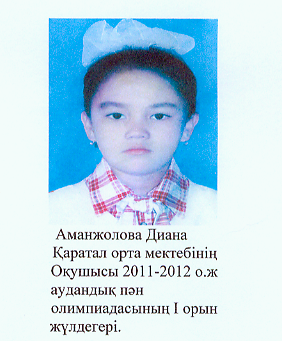 Аманжолова Диана
Қаратал орта мектебінің
Оқушысы 2011-2012 о.ж
аудандық пән
олимпиадасының І орын
жүлдегері.